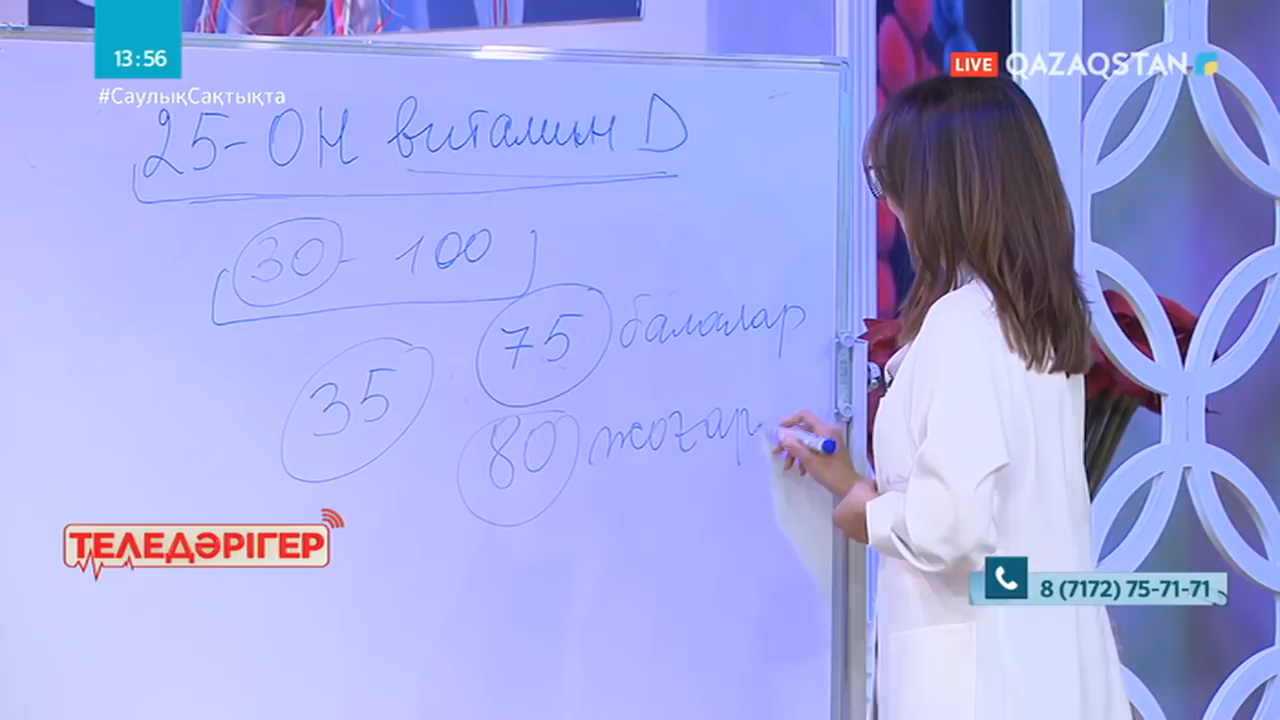 13:56
#СаулықСақтықта
LIVE QAZAQSTAN
25-OH витамин D
30 - 100
75 балалар
35
80 жоғар
ТЕЛЕДӘРІГЕР
8 (7172) 75-71-71